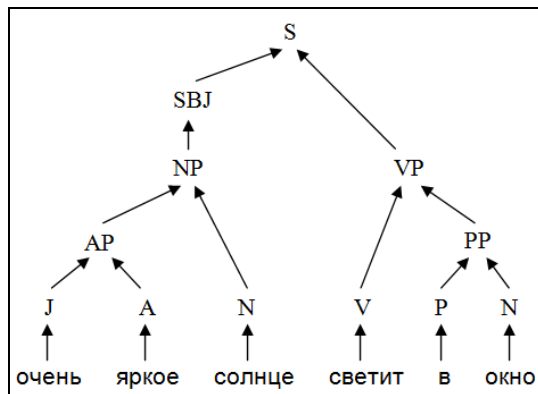 S
SBJ
NP VP
AP PP
J A N V P N
очень яркое солнце светит в окно